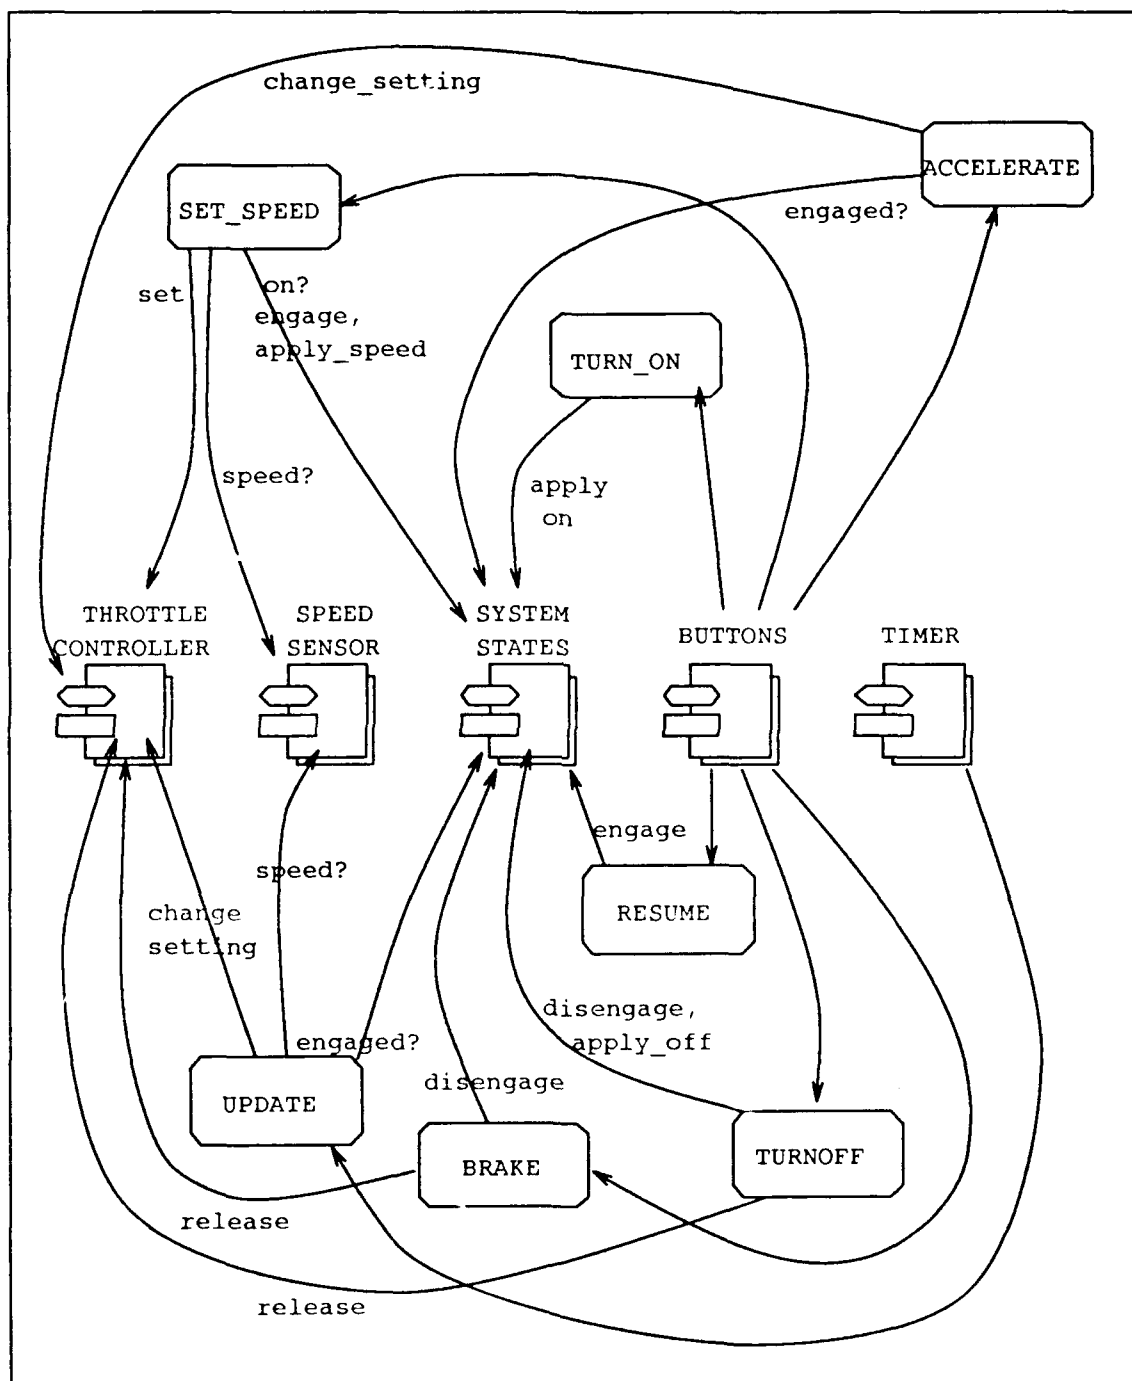 change_setting
ACCELERATE
SET_SPEED
engaged?
set
on?
engage,
apply_speed
TURN_ON
speed?
apply
on
THROTTLE
CONTROLLER
SPEED
SENSOR
SYSTEM
STATES
BUTTONS
TIMER
engage
speed?
change
setting
RESUME
disengage,
apply_off
engaged?
disengage
UPDATE
BRAKE
TURNOFF
release
release